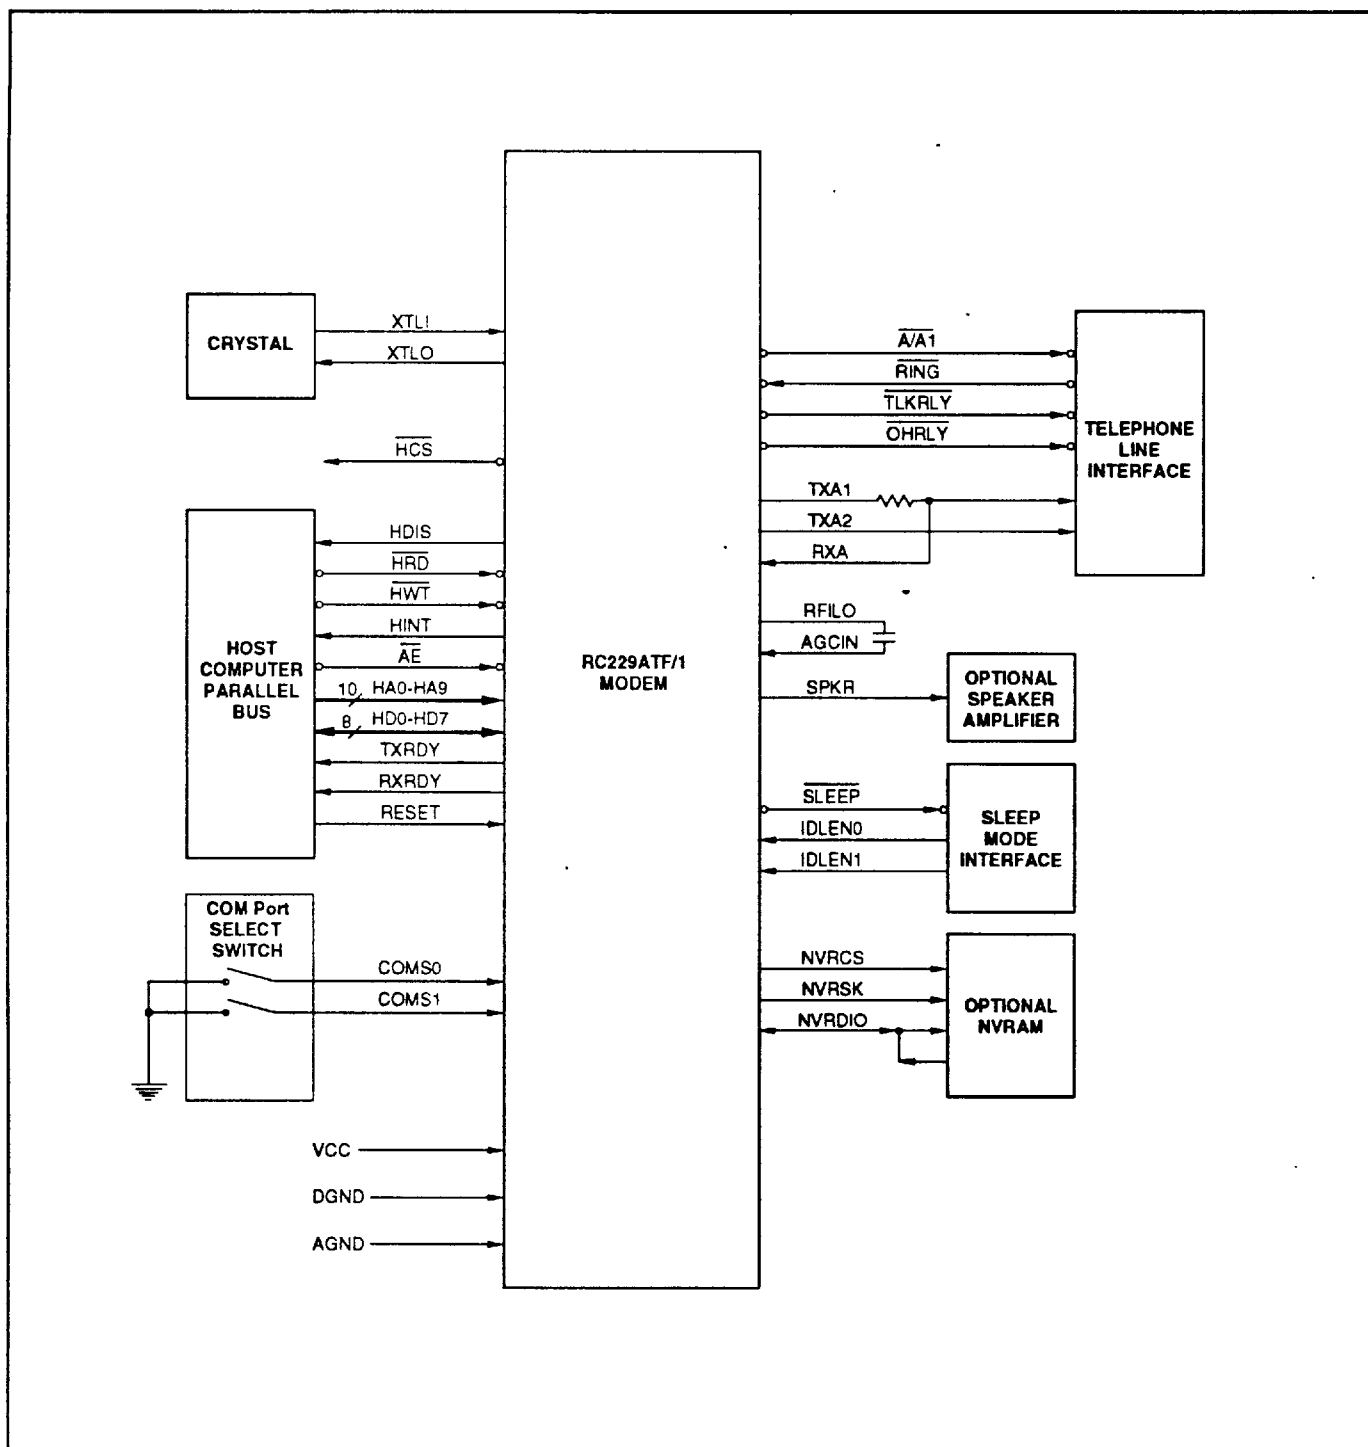 CRYSTAL
XTLI
XTLO
HCS
HOST
COMPUTER
PARALLEL
BUS
HDIS
HRD
HWT
HINT
AE
10 HA0-HA9
8 HD0-HD7
TXRDY
RXRDY
RESET
COM Port
SELECT
SWITCH
COMS0
COMS1
VCC
DGND
AGND
RC229ATF/1
MODEM
A/A1
RING
TLKRLY
OHRLY
TXA1
TXA2
RXA
TELEPHONE
LINE
INTERFACE
RFILO
AGCIN
SPKR
OPTIONAL
SPEAKER
AMPLIFIER
SLEEP
IDLEN0
IDLEN1
SLEEP
MODE
INTERFACE
NVRCS
NVRSK
NVRDIO
OPTIONAL
NVRAM